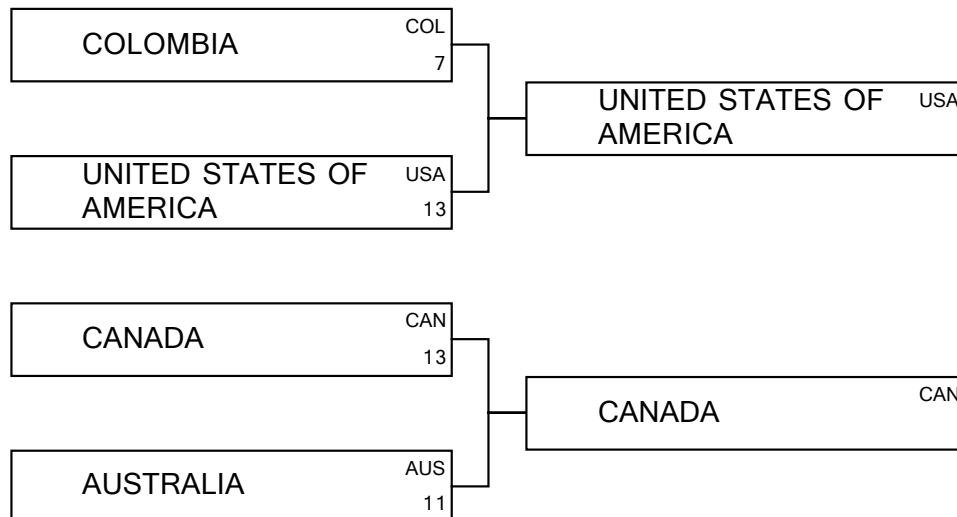 COLOMBIA COL
7
UNITED STATES OF USA
AMERICA 13
UNITED STATES OF USA
AMERICA
CANADA CAN
13
AUSTRALIA AUS
11
CANADA CAN